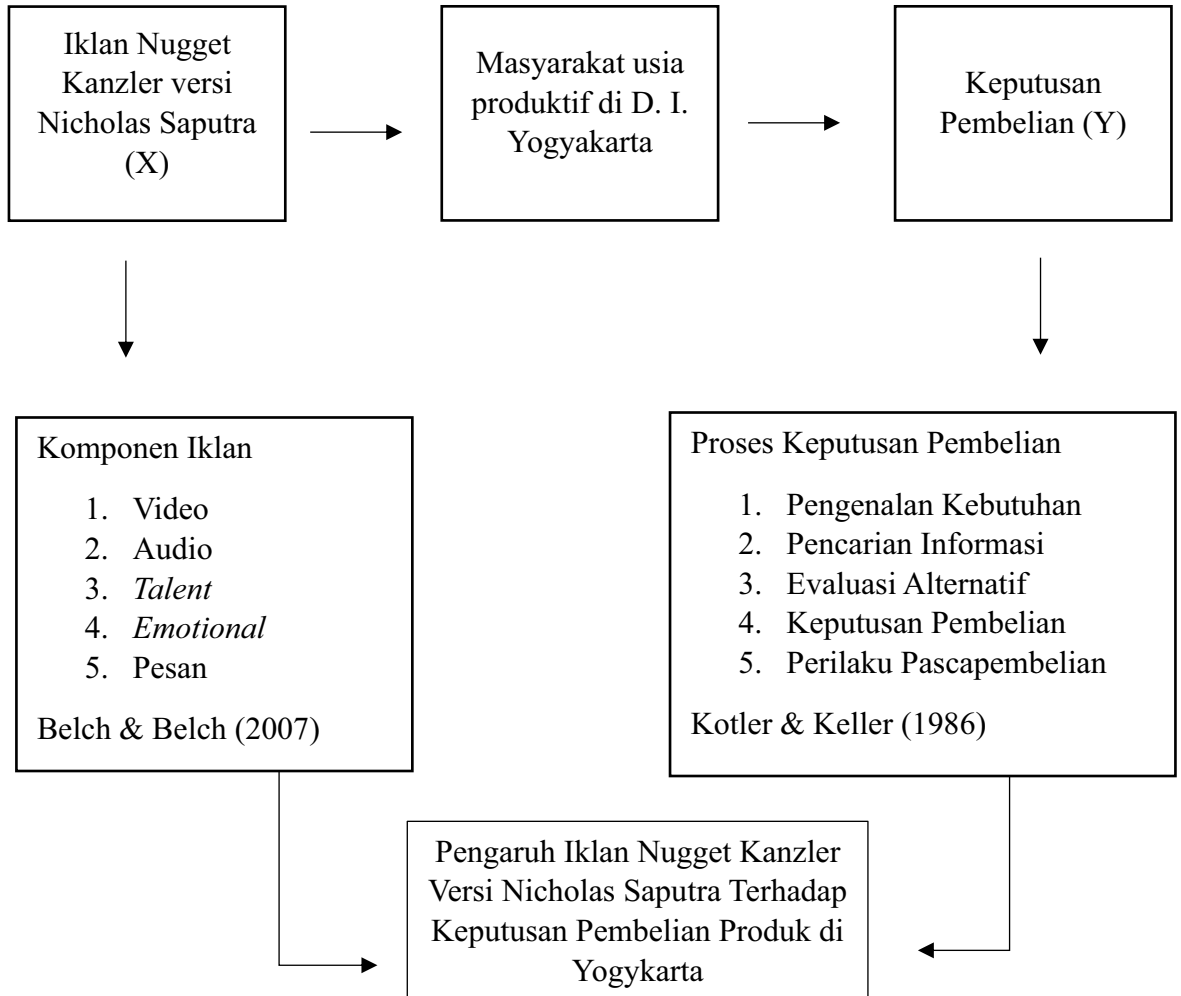 Iklan Nugget
Kanzler versi
Nicholas Saputra
(X)
Masyarakat usia
produktif di D. I.
Yogyakarta
Keputusan
Pembelian (Y)
Komponen Iklan
1. Video
2. Audio
3. Talent
4. Emotional
5. Pesan
Belch & Belch (2007)
Proses Keputusan Pembelian
1. Pengenalan Kebutuhan
2. Pencarian Informasi
3. Evaluasi Alternatif
4. Keputusan Pembelian
5. Perilaku Pascapembelian
Kotler & Keller (1986)
Pengaruh Iklan Nugget Kanzler
Versi Nicholas Saputra Terhadap
Keputusan Pembelian Produk di
Yogykarta